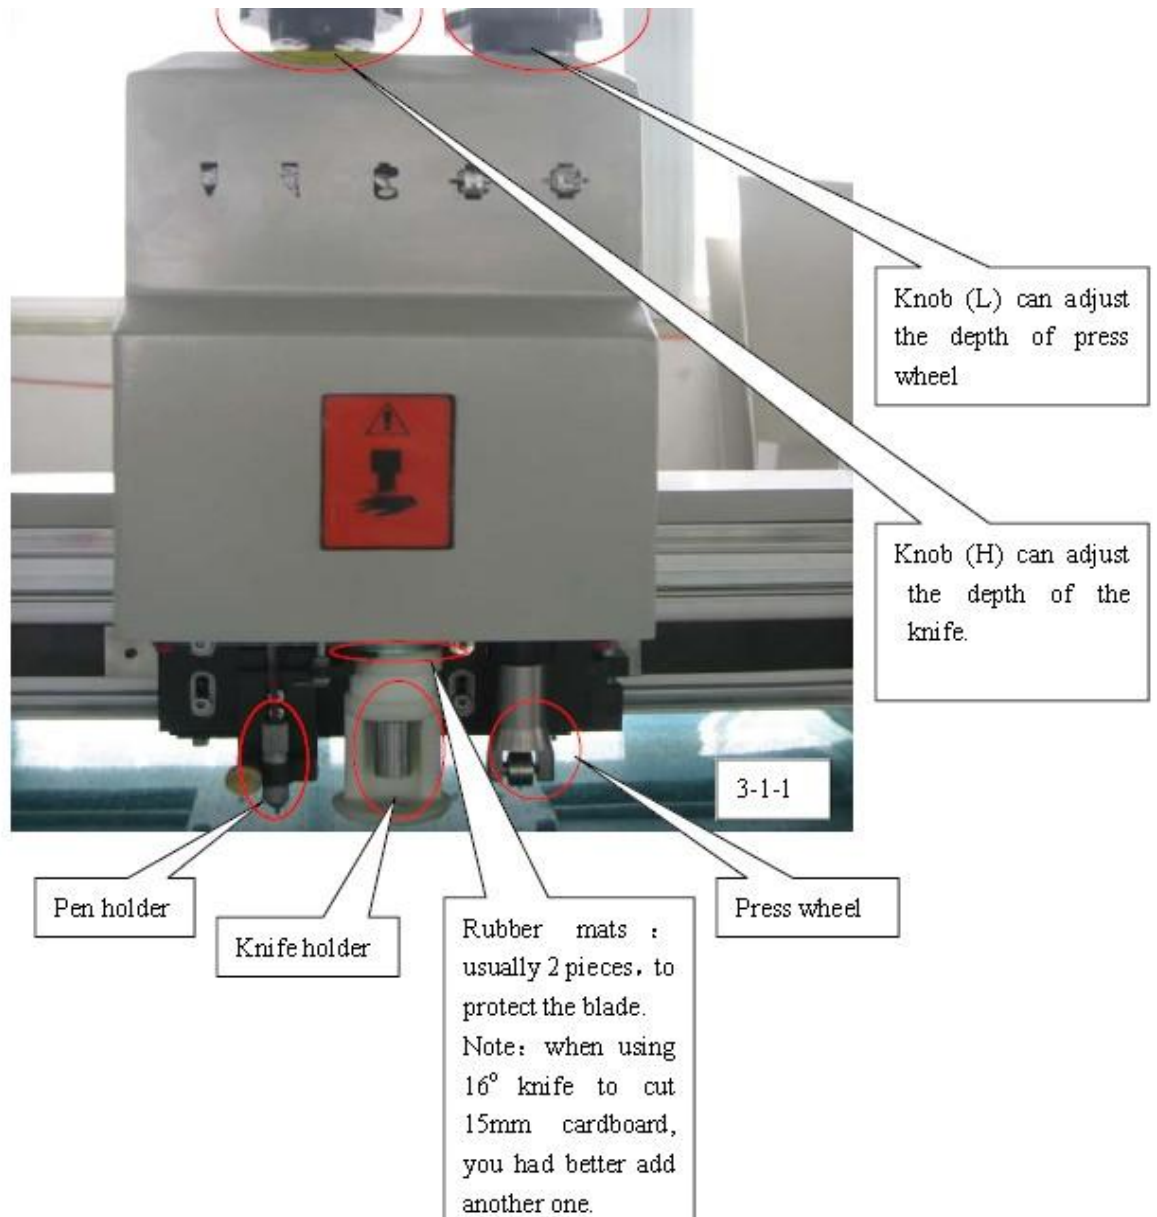 Knob (L) can adjust
the depth of press
wheel
Knob (H) can adjust
the depth of the
knife.
3-1-1
Pen holder
Knife holder
Rubber mats：
usually 2 pieces，to
protect the blade.
Note：when using
16° knife to cut
15mm cardboard,
you had better add
another one.
Press wheel